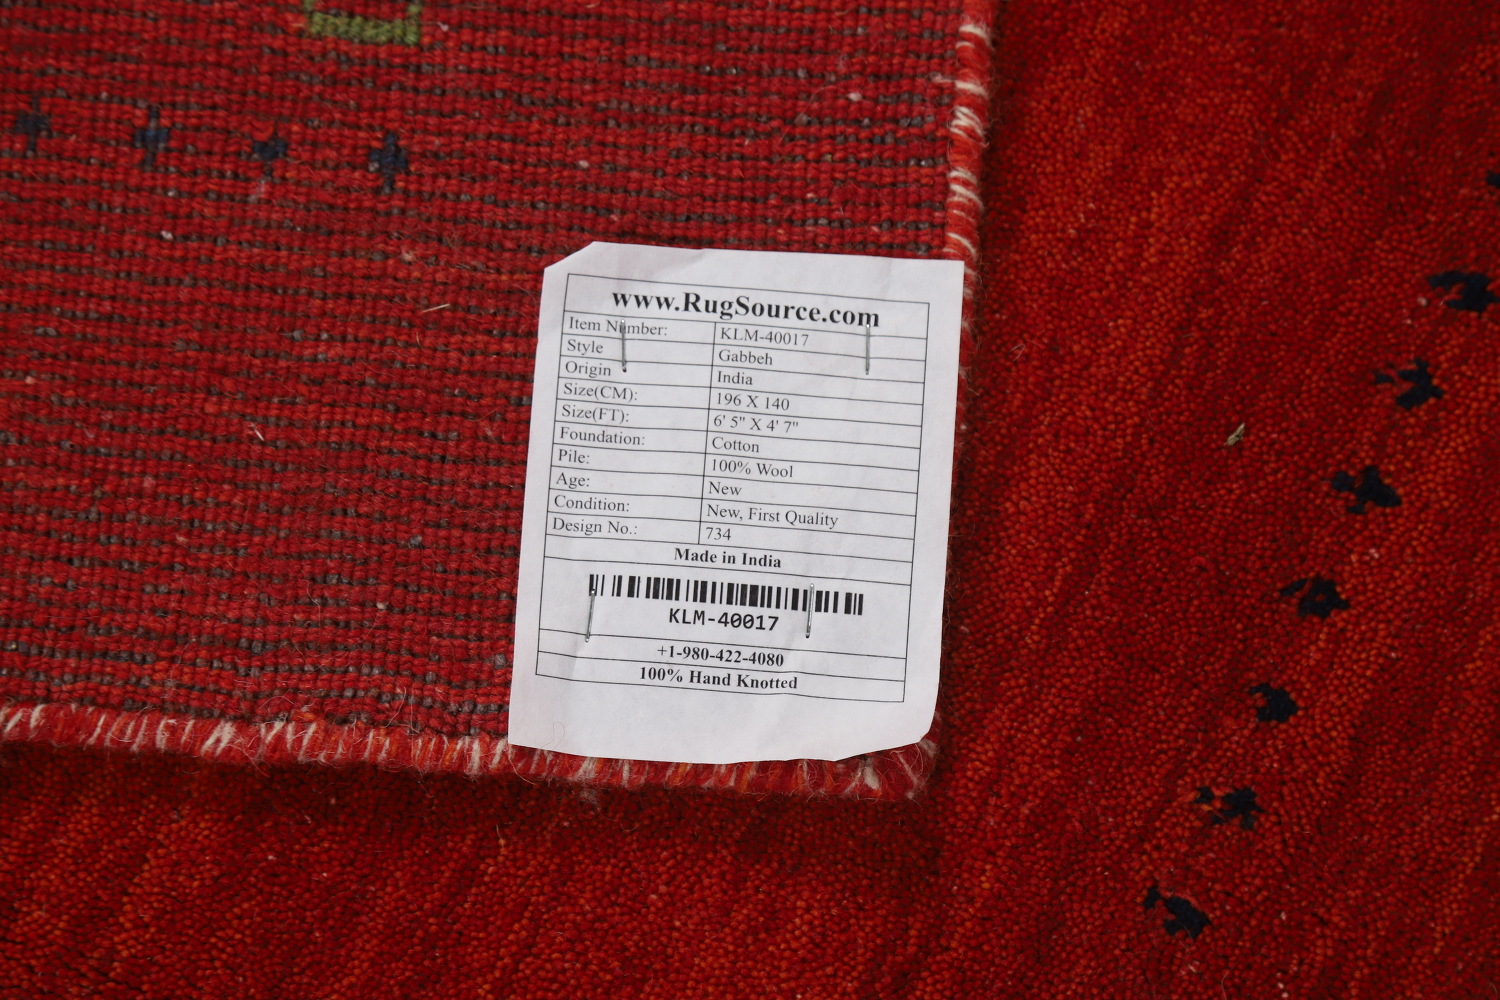 www.RugSource.com
Item Number: KLM-40017
Style Gabbeh
Origin India
Size(CM): 196 X 140
Size(FT): 6' 5" X 4' 7"
Foundation: Cotton
Pile: 100% Wool
Age: New
Condition: New, First Quality
Design No.: 734
Made in India
KLM-40017
+1-980-422-4080
100% Hand Knotted